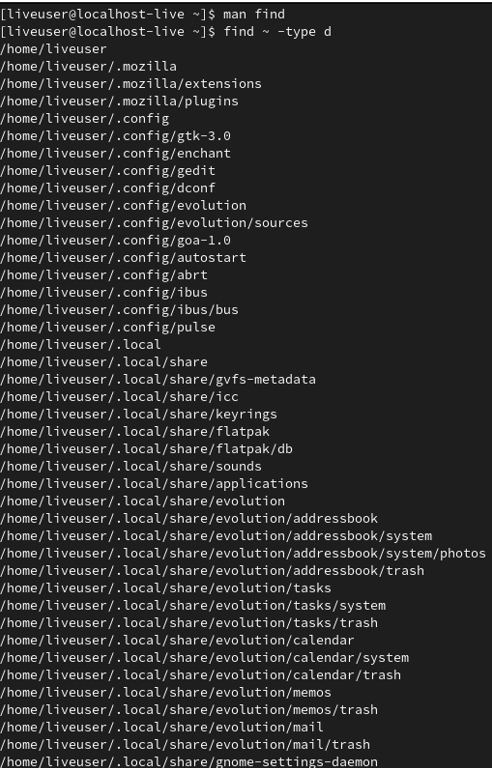 [liveuser@localhost-live ~]$ man find
[liveuser@localhost-live ~]$ find ~ -type d
/home/liveuser
/home/liveuser/.mozilla
/home/liveuser/.mozilla/extensions
/home/liveuser/.mozilla/plugins
/home/liveuser/.config
/home/liveuser/.config/gtk-3.0
/home/liveuser/.config/enchant
/home/liveuser/.config/gedit
/home/liveuser/.config/dconf
/home/liveuser/.config/evolution
/home/liveuser/.config/evolution/sources
/home/liveuser/.config/goa-1.0
/home/liveuser/.config/autostart
/home/liveuser/.config/abrt
/home/liveuser/.config/ibus
/home/liveuser/.config/ibus/bus
/home/liveuser/.config/pulse
/home/liveuser/.local
/home/liveuser/.local/share
/home/liveuser/.local/share/gvfs-metadata
/home/liveuser/.local/share/icc
/home/liveuser/.local/share/keyrings
/home/liveuser/.local/share/flatpak
/home/liveuser/.local/share/flatpak/db
/home/liveuser/.local/share/sounds
/home/liveuser/.local/share/applications
/home/liveuser/.local/share/evolution
/home/liveuser/.local/share/evolution/addressbook
/home/liveuser/.local/share/evolution/addressbook/system
/home/liveuser/.local/share/evolution/addressbook/system/photos
/home/liveuser/.local/share/evolution/addressbook/trash
/home/liveuser/.local/share/evolution/tasks
/home/liveuser/.local/share/evolution/tasks/system
/home/liveuser/.local/share/evolution/tasks/trash
/home/liveuser/.local/share/evolution/calendar
/home/liveuser/.local/share/evolution/calendar/system
/home/liveuser/.local/share/evolution/calendar/trash
/home/liveuser/.local/share/evolution/memos
/home/liveuser/.local/share/evolution/memos/trash
/home/liveuser/.local/share/evolution/mail
/home/liveuser/.local/share/evolution/mail/trash
/home/liveuser/.local/share/gnome-settings-daemon